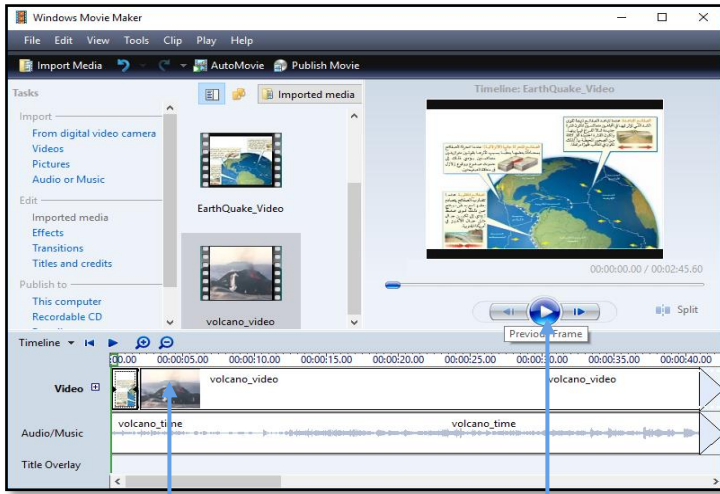 Windows Movie Maker
File Edit View Tools Clip Play Help
Import Media AutoMovie Publish Movie
Tasks
Import
From digital video camera
Videos
Pictures
Audio or Music
Edit
Imported media
Effects
Transitions
Titles and credits
Publish to
This computer
Recordable CD
Imported media
EarthQuake_Video
volcano_video
Timeline: EarthQuake_Video
00:00:00.00 / 00:02:45.60
Split
Previous Frame
Timeline
00:00 00:00:05.00 00:00:10.00 00:00:15.00 00:00:20.00 00:00:25.00 00:00:30.00 00:00:35.00 00:00:40.00
Video volcano_video volcano_video
Audio/Music volcano_time volcano_time
Title Overlay